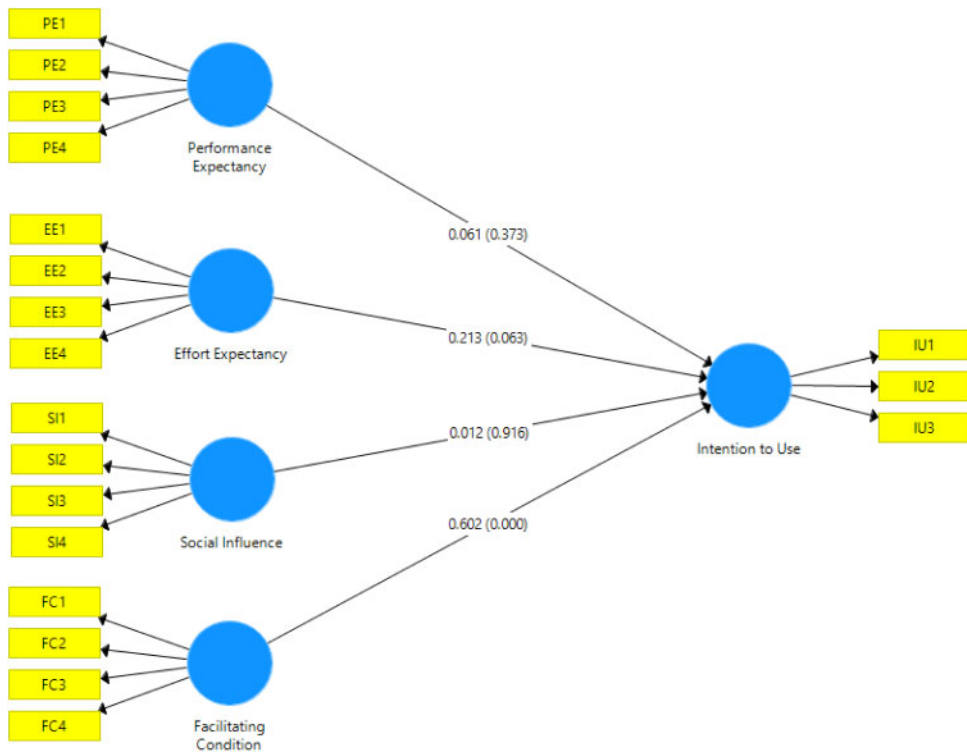 PE1
PE2
PE3
PE4
Performance
Expectancy
0.061 (0.373)
EE1
EE2
EE3
EE4
Effort Expectancy
0.213 (0.063)
SI1
SI2
SI3
SI4
Social Influence
0.012 (0.916)
FC1
FC2
FC3
FC4
Facilitating
Condition
0.602 (0.000)
Intention to Use
IU1
IU2
IU3